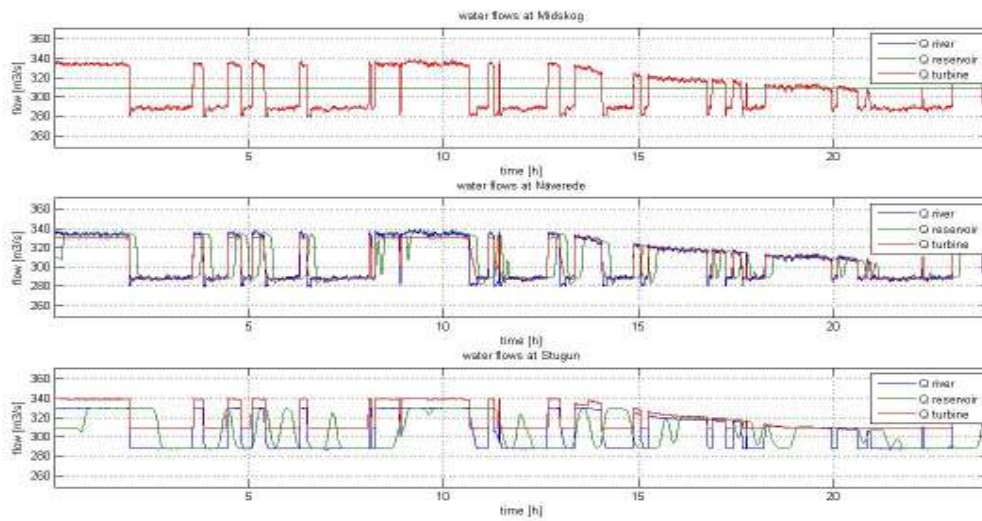 water flows at Midskog
360
340
320
300
280
260
flow [m3/s]
Q river
Q reservoir
Q turbine
5
10
15
20
time [h]
water flows at Näverede
360
340
320
300
280
260
flow [m3/s]
Q river
Q reservoir
Q turbine
5
10
15
20
time [h]
water flows at Stugun
360
340
320
300
280
260
flow [m3/s]
Q river
Q reservoir
Q turbine
5
10
15
20
time [h]